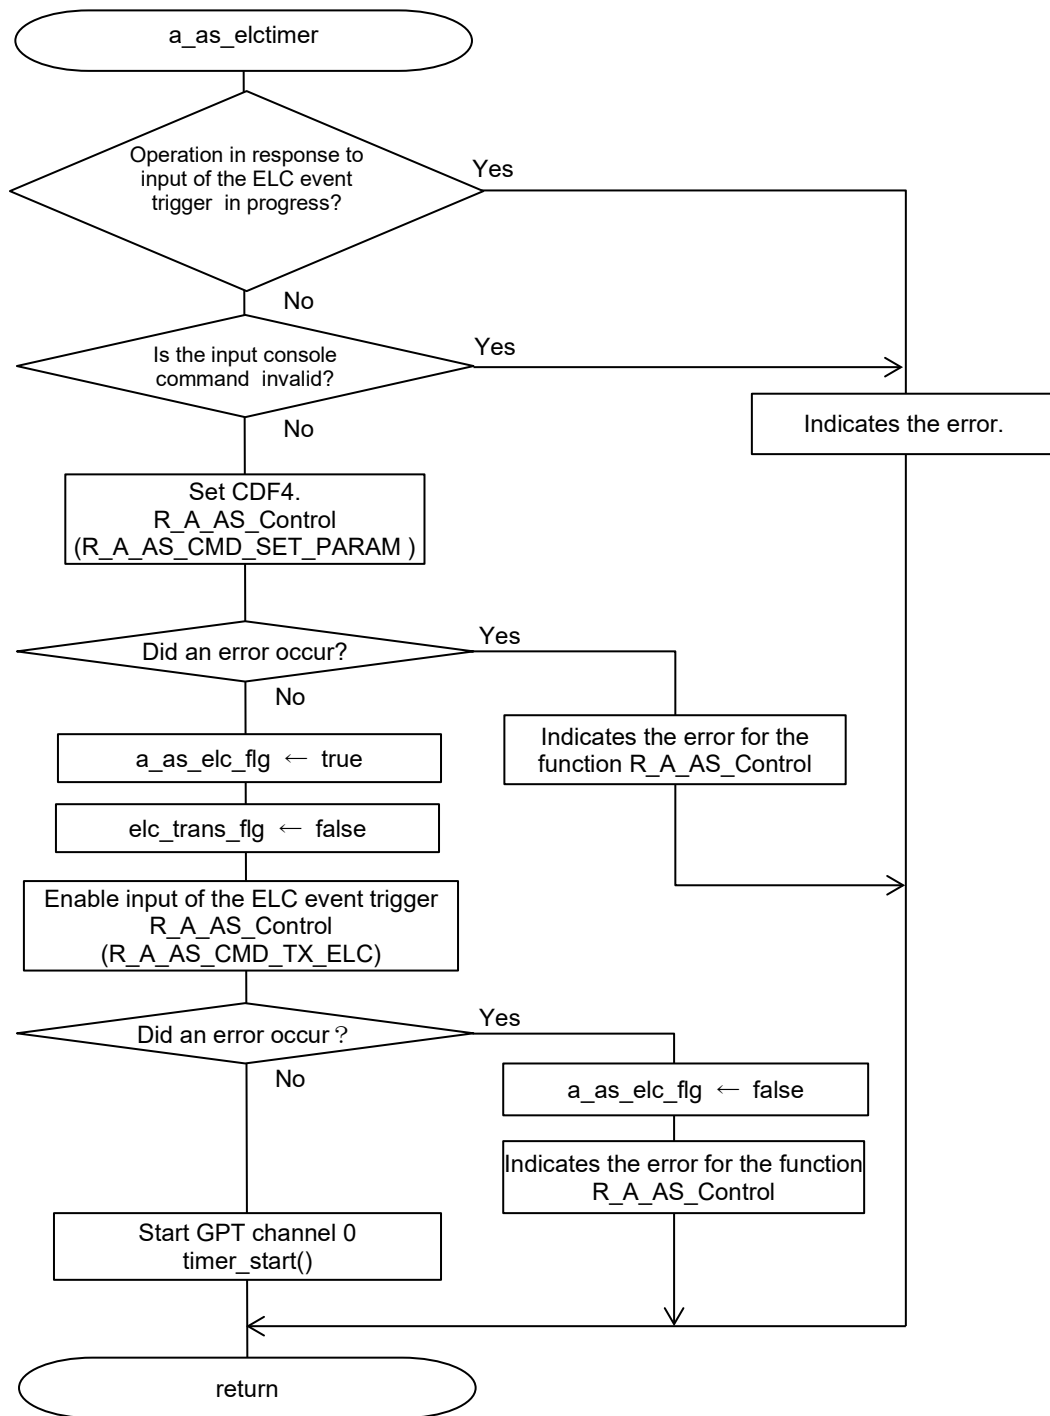 a_as_elctimer
Operation in response to
input of the ELC event
trigger in progress?
Yes
No
Is the input console
command invalid?
Yes
No
Indicates the error.
Set CDF4.
R_A_AS_Control
(R_A_AS_CMD_SET_PARAM )
Did an error occur?
Yes
No
a_as_elc_flg ← true
Indicates the error for the
function R_A_AS_Control
elc_trans_flg ← false
Enable input of the ELC event trigger
R_A_AS_Control
(R_A_AS_CMD_TX_ELC)
Did an error occur？
Yes
No
a_as_elc_flg ← false
Indicates the error for the function
R_A_AS_Control
Start GPT channel 0
timer_start()
return